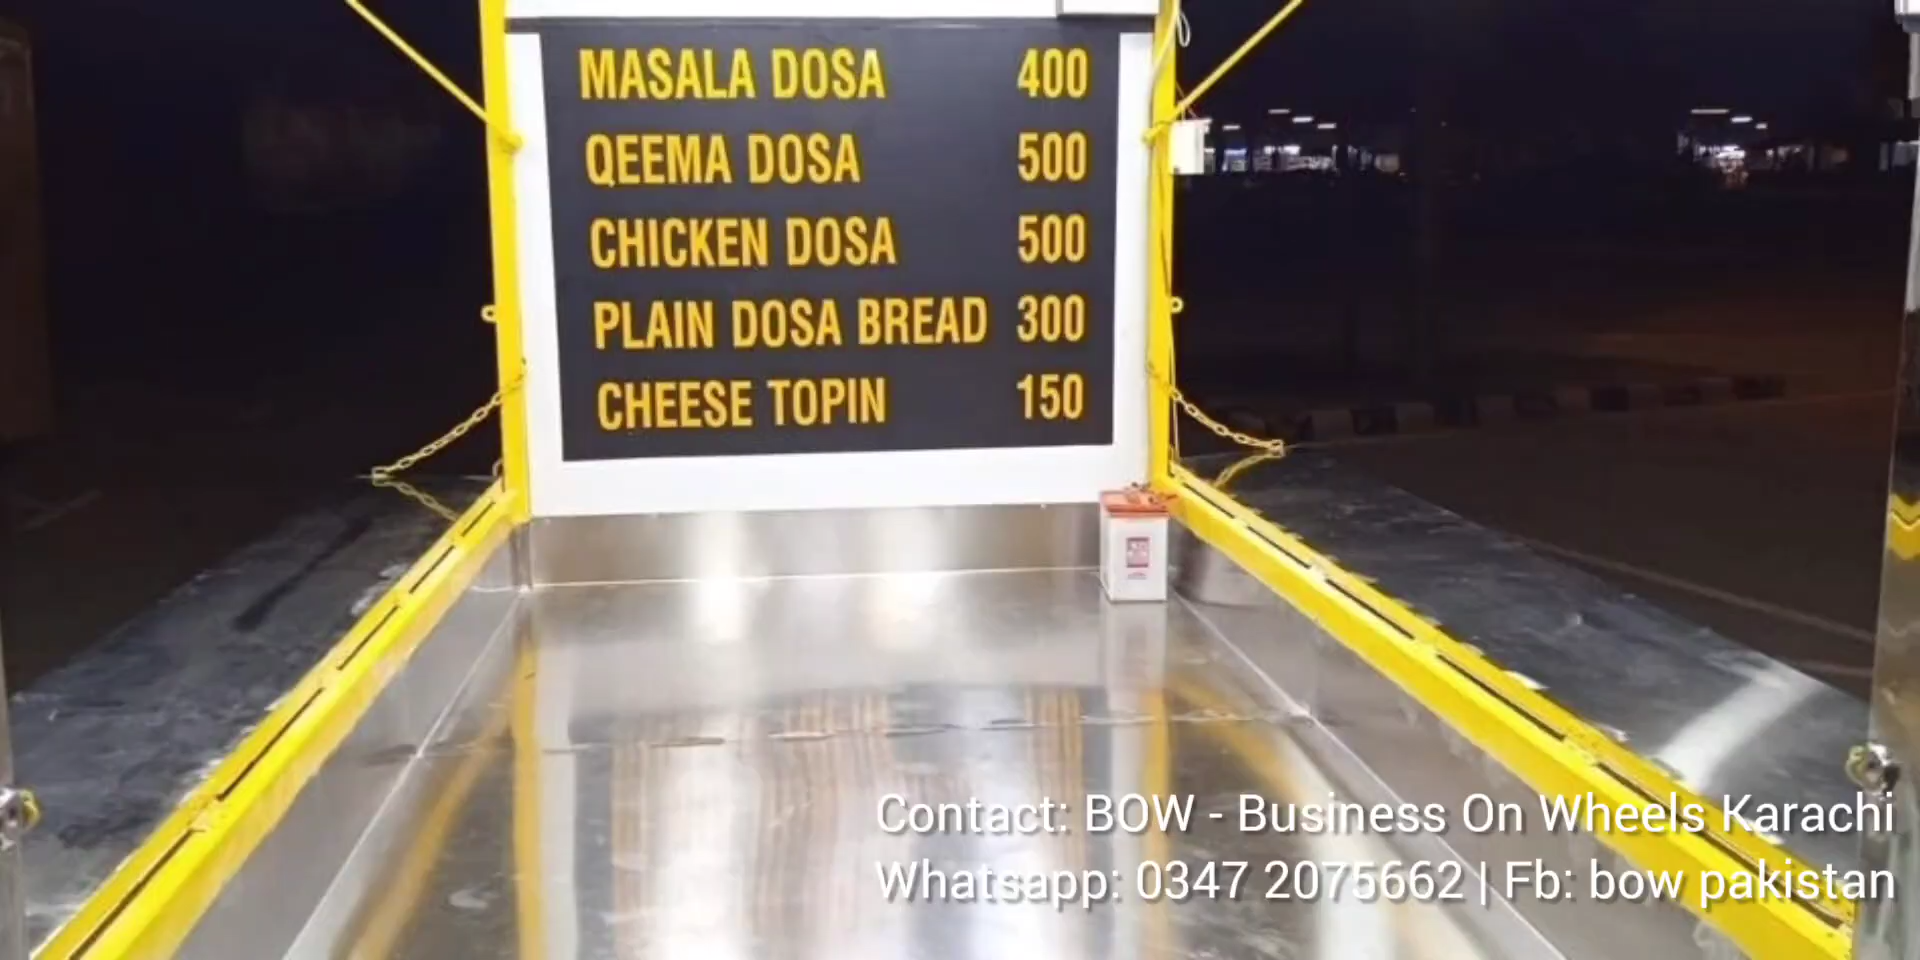 MASALA DOSA 400
QEEMA DOSA 500
CHICKEN DOSA 500
PLAIN DOSA BREAD 300
CHEESE TOPIN 150
Contact: BOW - Business On Wheels Karachi
Whatsapp: 0347 2075662 | Fb: bow pakistan